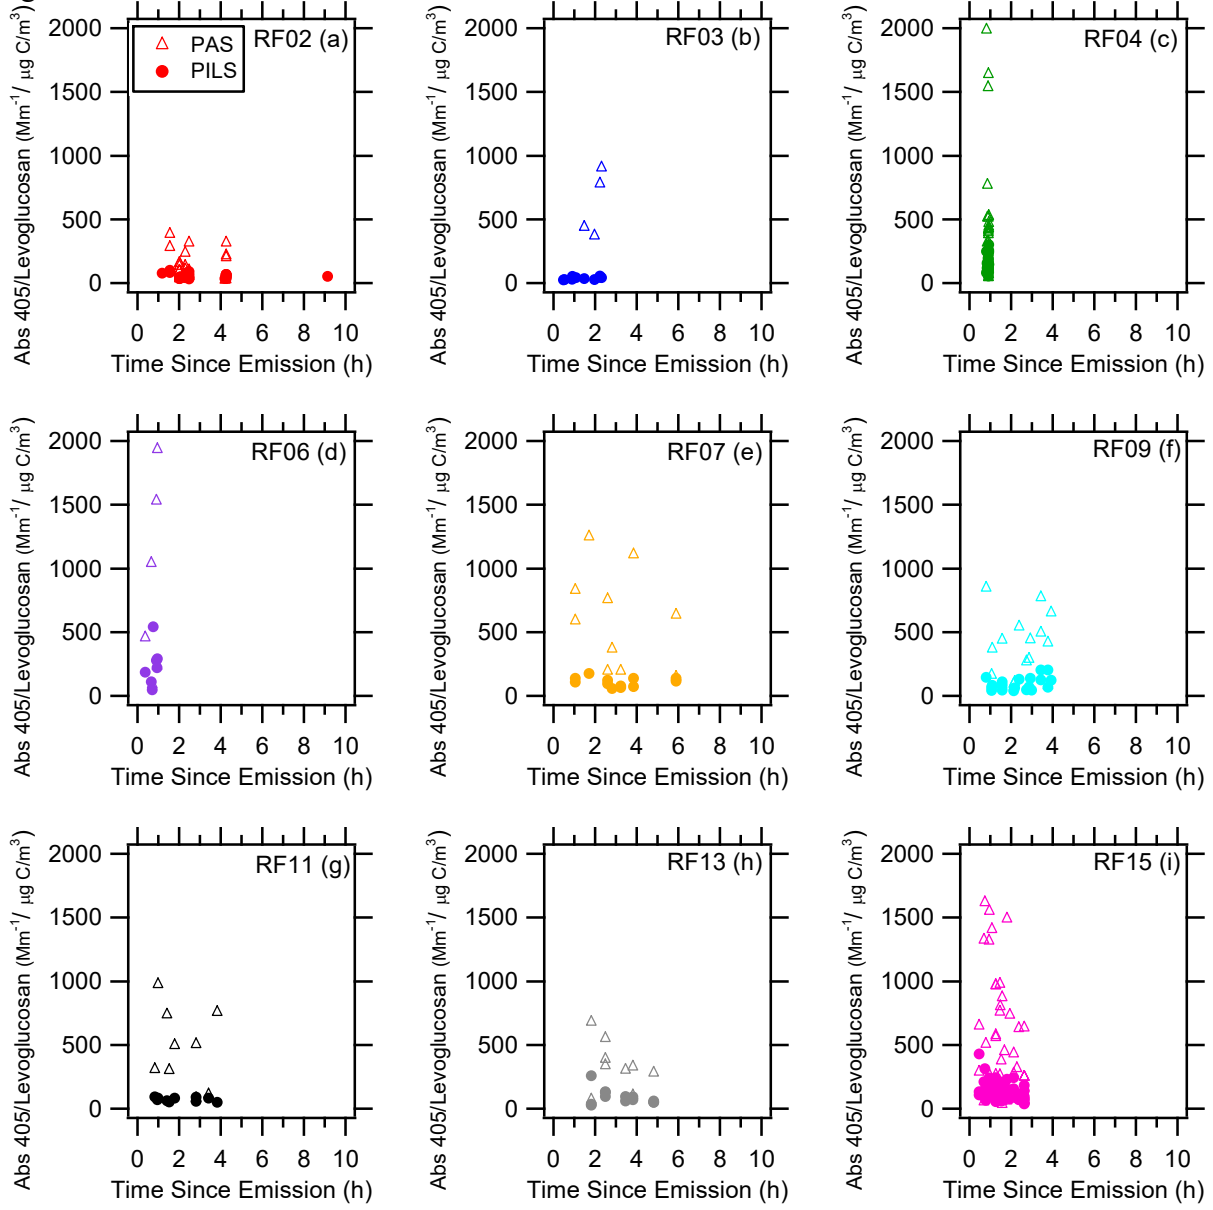 RF02 (a)
PAS
PILS
2000
1500
1000
500
0
0 2 4 6 8 10
Time Since Emission (h)
Abs 405/Levoglucosan (Mm⁻¹/ µg C/m³)
RF03 (b)
2000
1500
1000
500
0
0 2 4 6 8 10
Time Since Emission (h)
Abs 405/Levoglucosan (Mm⁻¹/ µg C/m³)
RF04 (c)
2000
1500
1000
500
0
0 2 4 6 8 10
Time Since Emission (h)
Abs 405/Levoglucosan (Mm⁻¹/ µg C/m³)
RF06 (d)
2000
1500
1000
500
0
0 2 4 6 8 10
Time Since Emission (h)
Abs 405/Levoglucosan (Mm⁻¹/ µg C/m³)
RF07 (e)
2000
1500
1000
500
0
0 2 4 6 8 10
Time Since Emission (h)
Abs 405/Levoglucosan (Mm⁻¹/ µg C/m³)
RF09 (f)
2000
1500
1000
500
0
0 2 4 6 8 10
Time Since Emission (h)
Abs 405/Levoglucosan (Mm⁻¹/ µg C/m³)
RF11 (g)
2000
1500
1000
500
0
0 2 4 6 8 10
Time Since Emission (h)
Abs 405/Levoglucosan (Mm⁻¹/ µg C/m³)
RF13 (h)
2000
1500
1000
500
0
0 2 4 6 8 10
Time Since Emission (h)
Abs 405/Levoglucosan (Mm⁻¹/ µg C/m³)
RF15 (i)
2000
1500
1000
500
0
0 2 4 6 8 10
Time Since Emission (h)
Abs 405/Levoglucosan (Mm⁻¹/ µg C/m³)